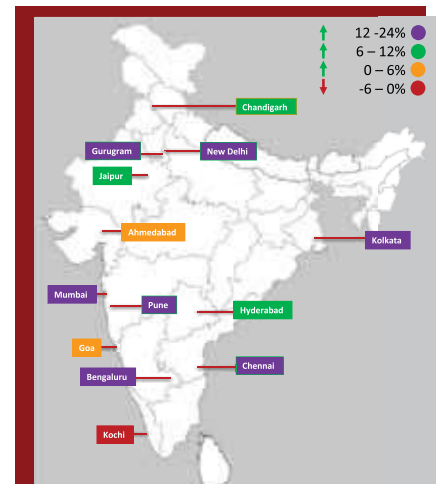 12 -24%
6 – 12%
0 – 6%
-6 – 0%
Chandigarh
Gurugram
New Delhi
Jaipur
Ahmedabad
Kolkata
Mumbai
Pune
Hyderabad
Goa
Chennai
Bengaluru
Kochi